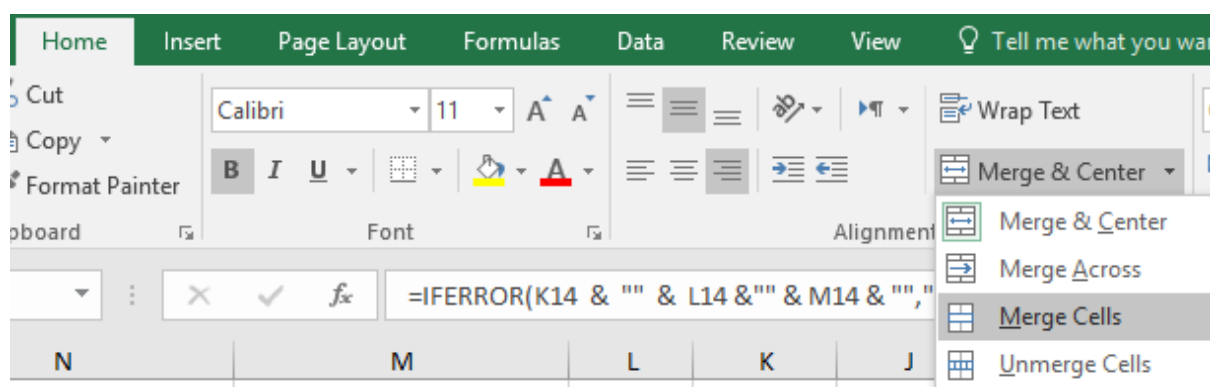 Home Insert Page Layout Formulas Data Review View Tell me what you
Cut
Copy
Format Painter
Calibri 11 A A
B I U A
Wrap Text
Merge & Center
Font Alignment
Merge & Center
Merge Across
Merge Cells
Unmerge Cells
fx =IFERROR(K14 & "" & L14 &"" & M14 & "","
N M L K J